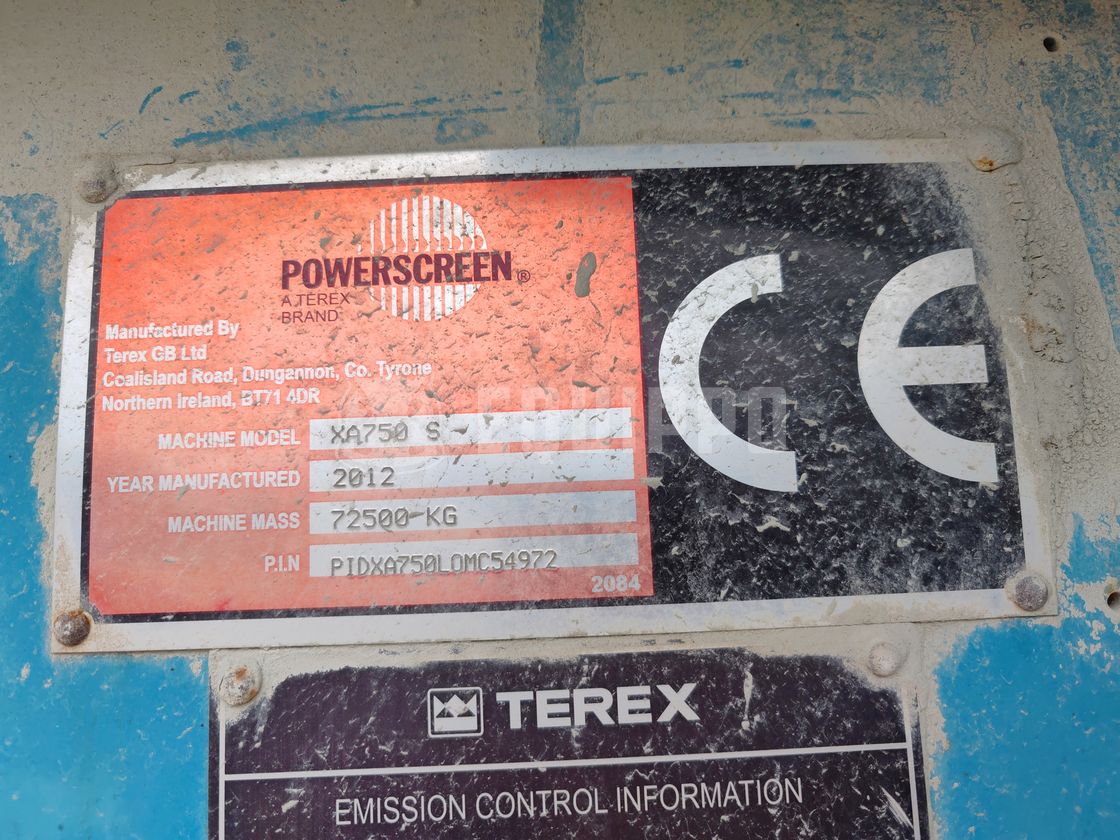 POWERSCREEN®
A TEREX
BRAND
Manufactured By
Terex GB Ltd
Coalisland Road, Dungannon, Co. Tyrone
Northern Ireland, BT71 4DR
MACHINE MODEL XA750 S
YEAR MANUFACTURED 2012
MACHINE MASS 72500 KG
P.I.N PIDXA750LOMC54972
2084
CE
TEREX
EMISSION CONTROL INFORMATION